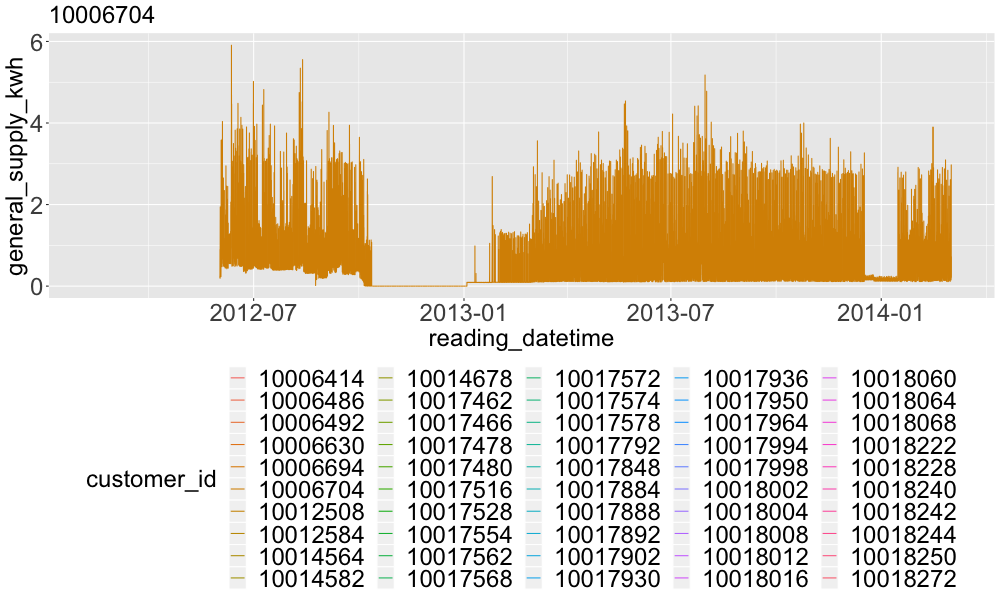 10006704
general_supply_kwh
6
4
2
0
2012-07 2013-01 2013-07 2014-01
reading_datetime
customer_id
10006414 10014678 10017572 10017936 10018060
10006486 10017462 10017574 10017950 10018064
10006492 10017466 10017578 10017964 10018068
10006630 10017478 10017792 10017994 10018222
10006694 10017480 10017848 10017998 10018228
10006704 10017516 10017884 10018002 10018240
10012508 10017528 10017888 10018004 10018242
10012584 10017554 10017892 10018008 10018244
10014564 10017562 10017902 10018012 10018250
10014582 10017568 10017930 10018016 10018272